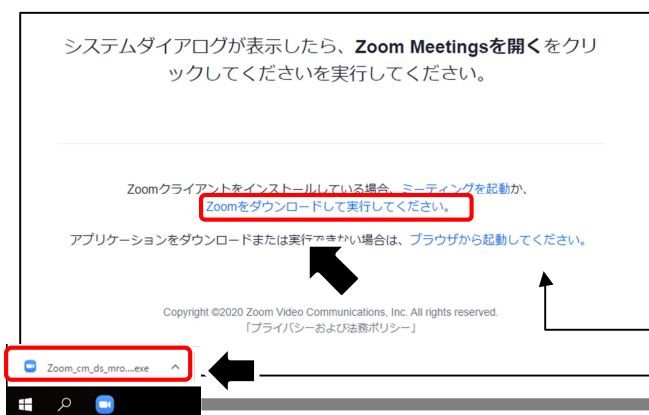 システムダイアログが表示したら、Zoom Meetingsを開くをクリ
ックしてくださいを実行してください。
Zoomクライアントをインストールしている場合、ミーティングを起動か、
Zoomをダウンロードして実行してください。
アプリケーションをダウンロードまたは実行できない場合は、ブラウザから起動してください。
Copyright ©2020 Zoom Video Communications, Inc. All rights reserved.
「プライバシーおよび法務ポリシー」
Zoom_cm_ds_mro....exe